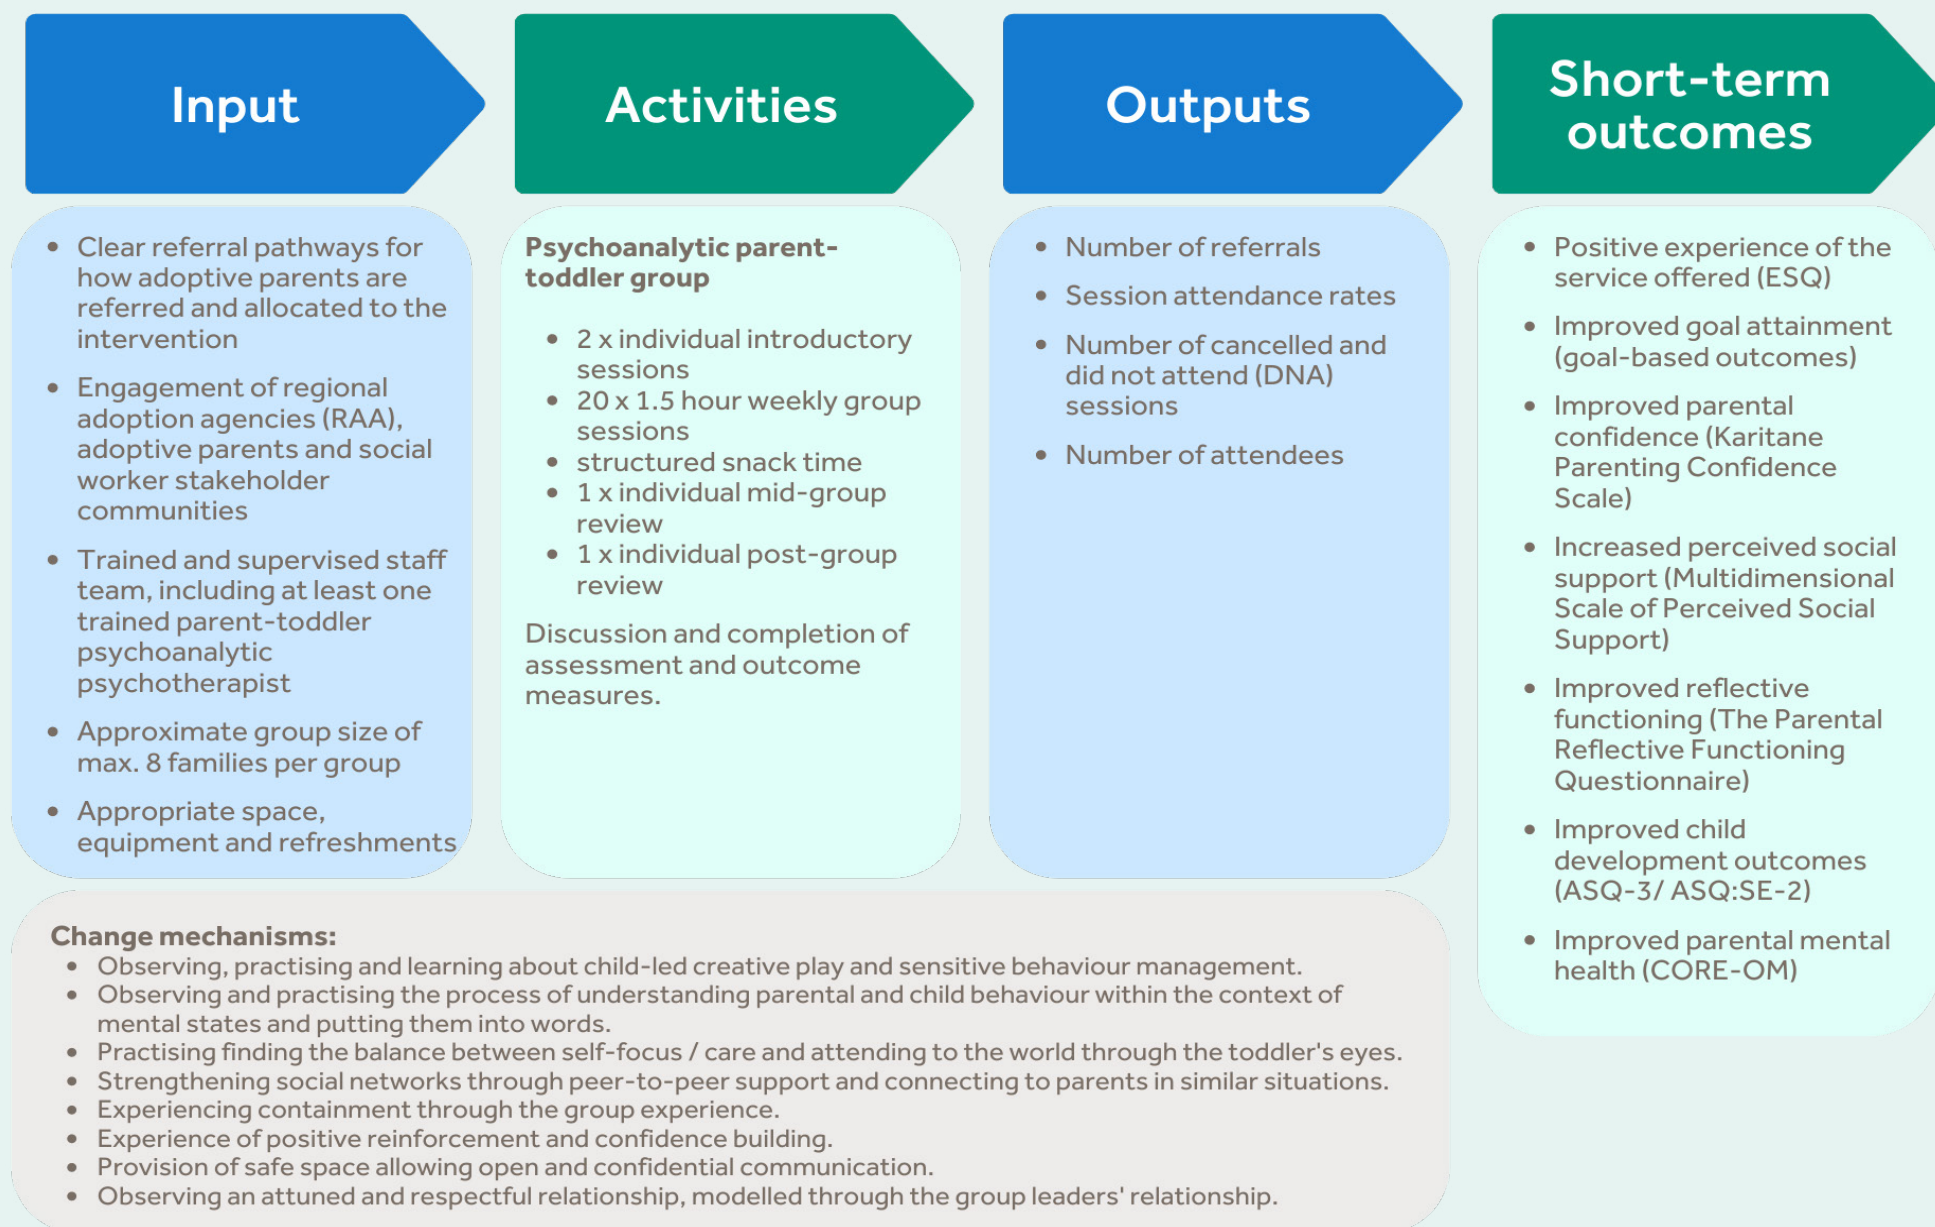 Input
• Clear referral pathways for
how adoptive parents are
referred and allocated to the
intervention
• Engagement of regional
adoption agencies (RAA),
adoptive parents and social
worker stakeholder
communities
• Trained and supervised staff
team, including at least one
trained parent-toddler
psychoanalytic
psychotherapist
• Approximate group size of
max. 8 families per group
• Appropriate space,
equipment and refreshments
Activities
Psychoanalytic parent-
toddler group
• 2 x individual introductory
sessions
• 20 x 1.5 hour weekly group
sessions
• structured snack time
• 1 x individual mid-group
review
• 1 x individual post-group
review
Discussion and completion of
assessment and outcome
measures.
Outputs
• Number of referrals
• Session attendance rates
• Number of cancelled and
did not attend (DNA)
sessions
• Number of attendees
Short-term
outcomes
• Positive experience of the
service offered (ESQ)
• Improved goal attainment
(goal-based outcomes)
• Improved parental
confidence (Karitane
Parenting Confidence
Scale)
• Increased perceived social
support (Multidimensional
Scale of Perceived Social
Support)
• Improved reflective
functioning (The Parental
Reflective Functioning
Questionnaire)
• Improved child
development outcomes
(ASQ-3/ ASQ:SE-2)
• Improved parental mental
health (CORE-OM)
Change mechanisms:
• Observing, practising and learning about child-led creative play and sensitive behaviour management.
• Observing and practising the process of understanding parental and child behaviour within the context of
mental states and putting them into words.
• Practising finding the balance between self-focus / care and attending to the world through the toddler's eyes.
• Strengthening social networks through peer-to-peer support and connecting to parents in similar situations.
• Experiencing containment through the group experience.
• Experience of positive reinforcement and confidence building.
• Provision of safe space allowing open and confidential communication.
• Observing an attuned and respectful relationship, modelled through the group leaders' relationship.